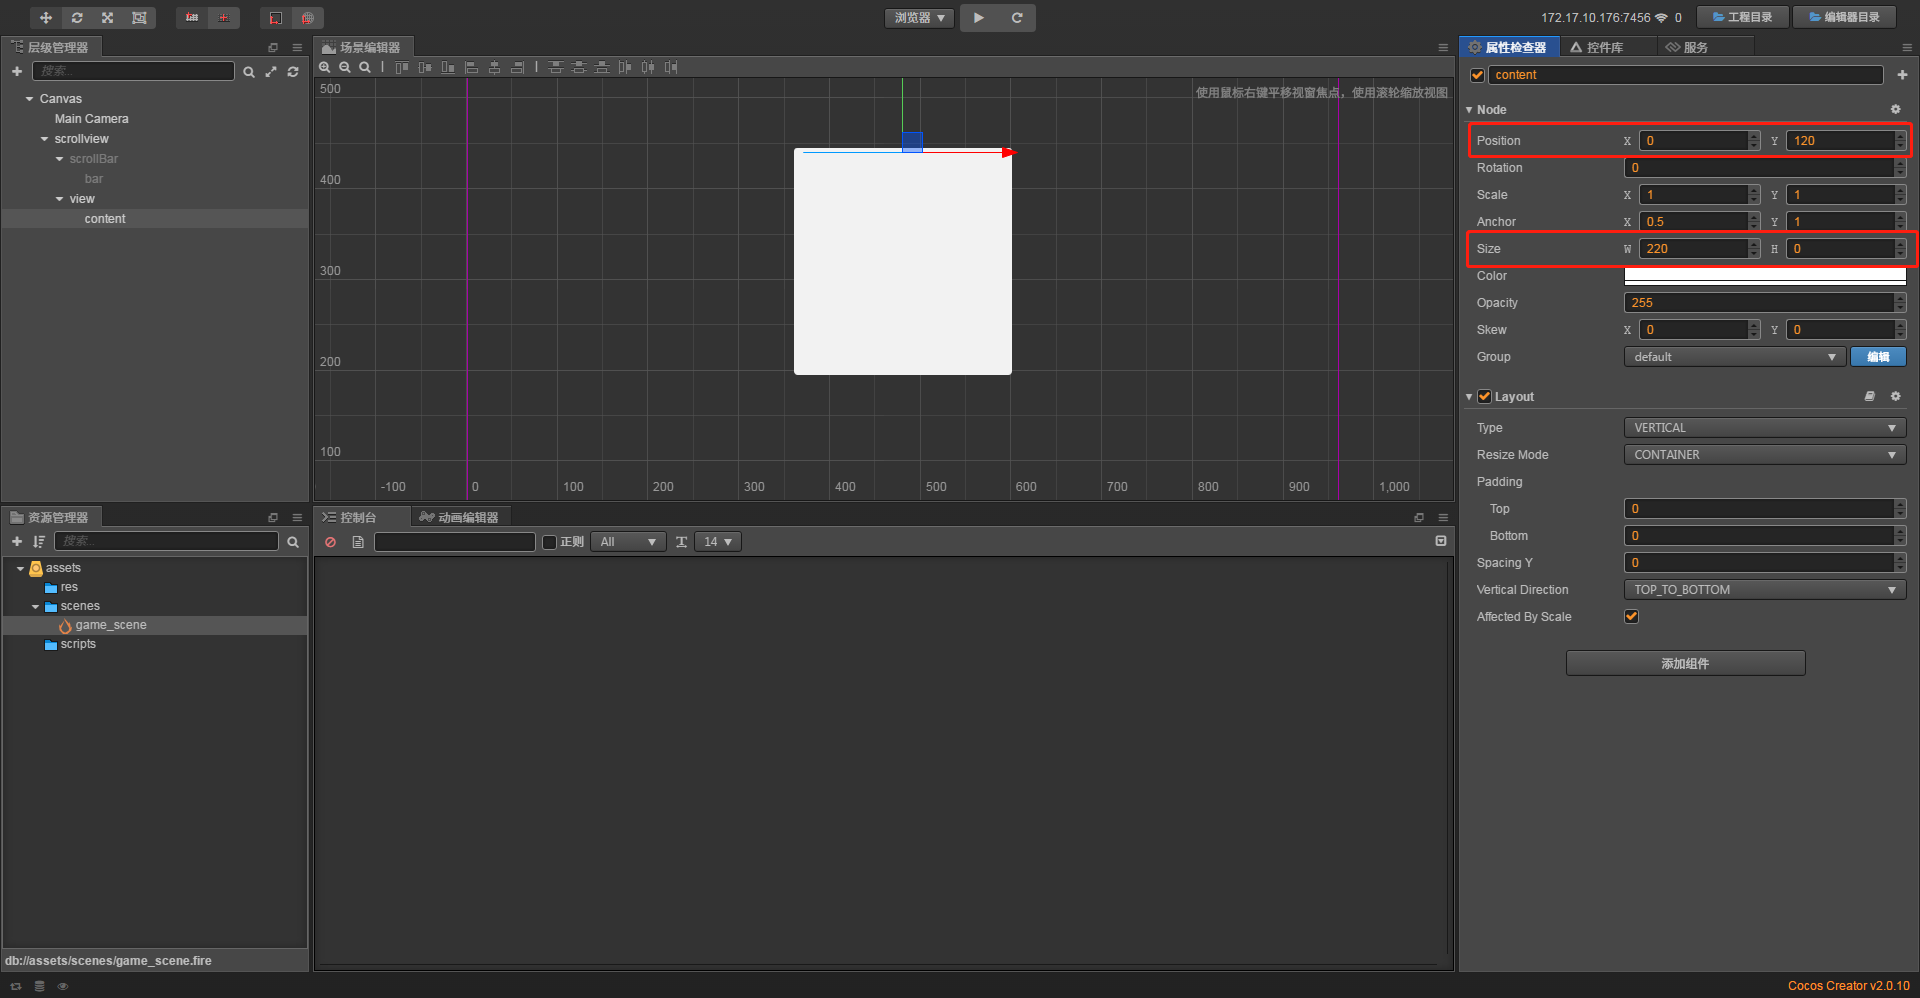 浏览器
172.17.10.176:7456 0
工程目录
编辑器目录
层级管理器
搜索...
Canvas
Main Camera
scrollview
scrollBar
bar
view
content
场景编辑器
使用鼠标右键平移视窗焦点，使用滚轮缩放视图
500
400
300
200
100
-100 0 100 200 300 400 500 600 700 800 900 1,000
资源管理器
搜索...
assets
res
scenes
game_scene
scripts
db://assets/scenes/game_scene.fire
控制台
动画编辑器
正则
All
14
属性检查器
控件库
服务
content
Node
Position X 0 Y 120
Rotation 0
Scale X 1 Y 1
Anchor X 0.5 Y 1
Size W 220 H 0
Color
Opacity 255
Skew X 0 Y 0
Group default 编辑
Layout
Type VERTICAL
Resize Mode CONTAINER
Padding
Top 0
Bottom 0
Spacing Y 0
Vertical Direction TOP_TO_BOTTOM
Affected By Scale
添加组件
Cocos Creator v2.0.10